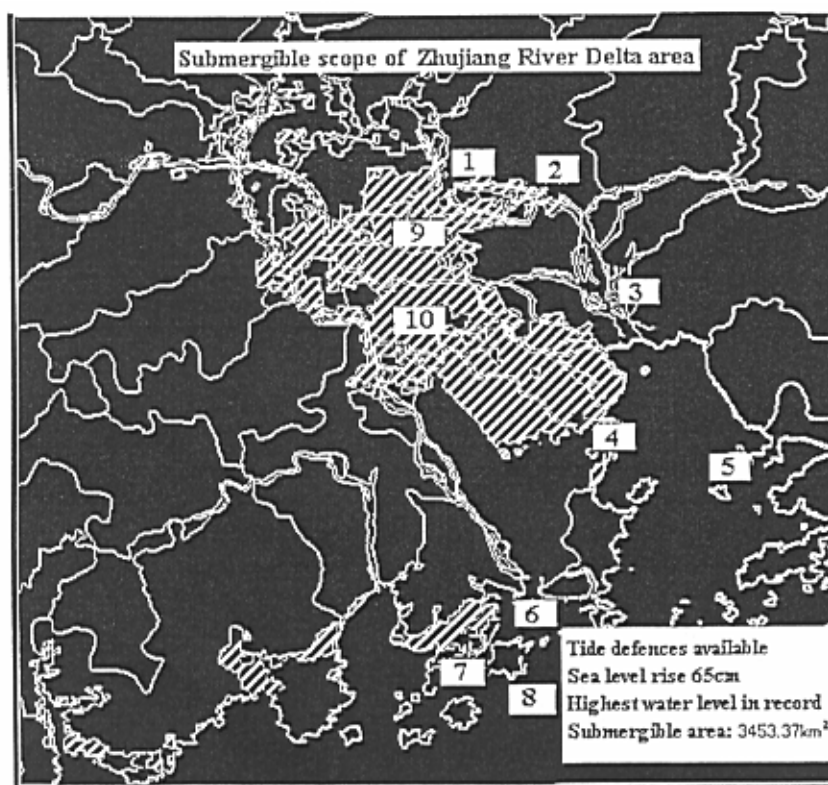 Submergible scope of Zhujiang River Delta area
1
2
9
3
10
4
5
6
7
8
Tide defences available
Sea level rise 65cm
Highest water level in record
Submergible area: 3453.37km²